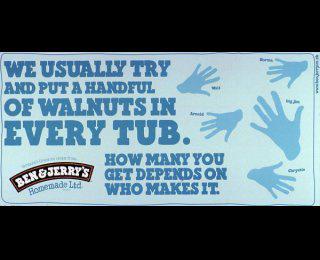 WE USUALLY TRY
AND PUT A HANDFUL
OF WALNUTS IN
EVERY TUB.
HOW MANY YOU
GET DEPENDS ON
WHO MAKES IT.
BEN & JERRY'S
Homemade Ltd.
Norma
Walt
Big Jim
Arnold
Chrystie